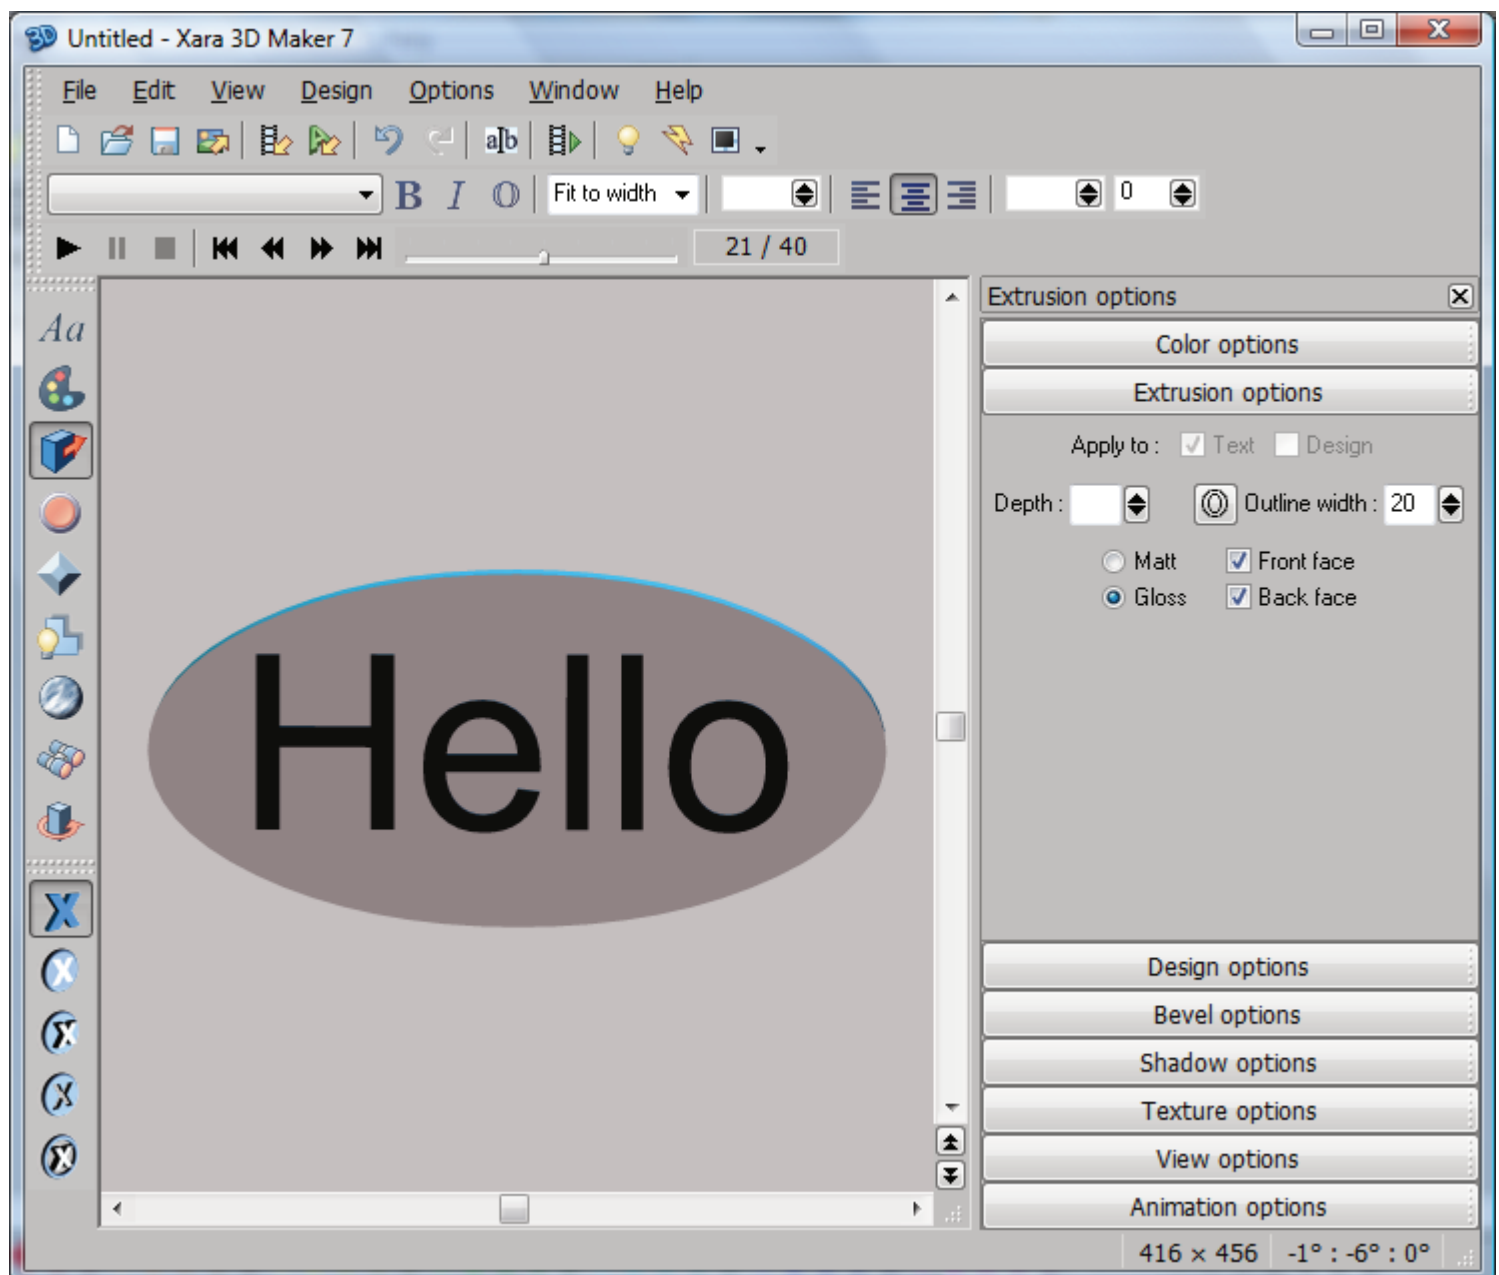 Untitled - Xara 3D Maker 7
File Edit View Design Options Window Help
B I O Fit to width 0
21 / 40
Aa
Extrusion options
Color options
Extrusion options
Apply to : Text Design
Depth : Outline width : 20
Matt Front face
Gloss Back face
Hello
Design options
Bevel options
Shadow options
Texture options
View options
Animation options
416 × 456 -1° : -6° : 0°